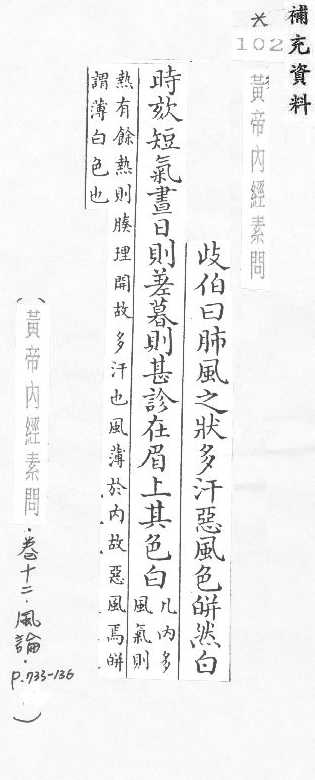 補充資料
※
102
黃帝內經素問
歧伯曰肺風之狀多汗惡風色皏然白
時欬短氣晝日則差暮則甚診在眉上其色白
凡內多
風氣則
熱有餘熱則腠理開故多汗也風薄於內故惡風焉皏
謂薄白色也
(黃帝內經素問．卷十二．風論．
P.733-136)